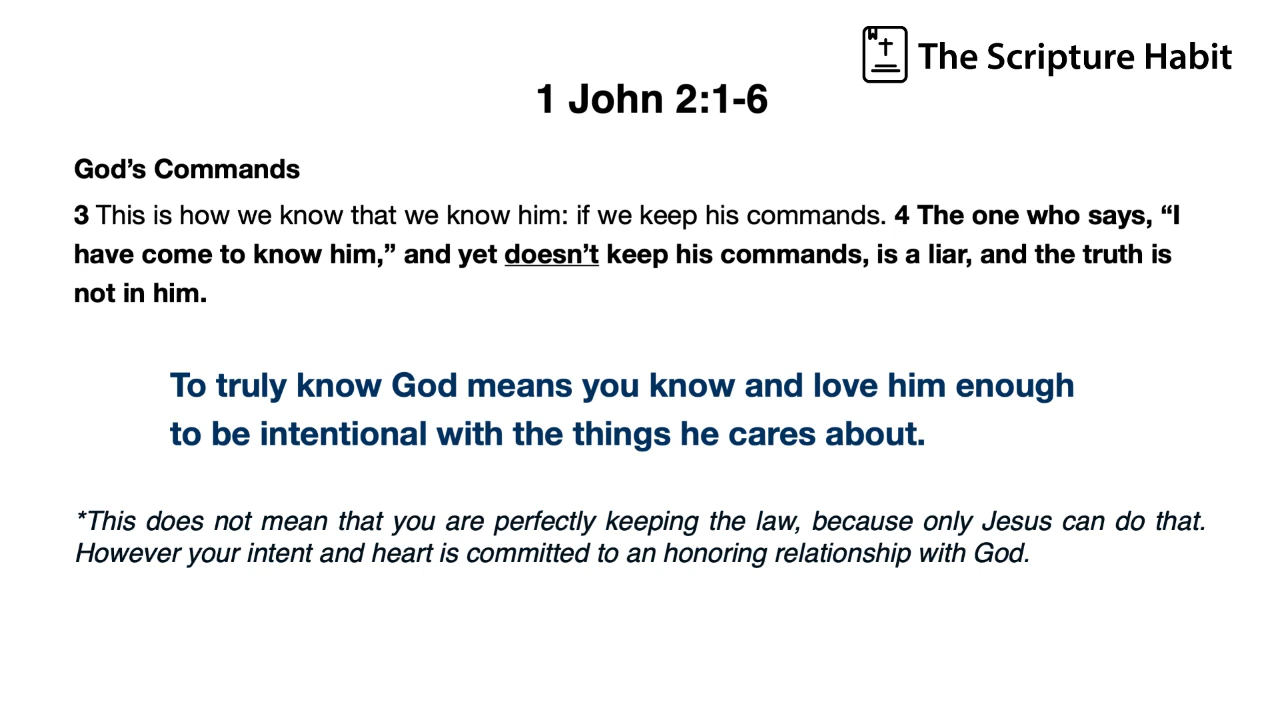 The Scripture Habit
1 John 2:1-6
God’s Commands
3 This is how we know that we know him: if we keep his commands. 4 The one who says, “I
have come to know him,” and yet doesn’t keep his commands, is a liar, and the truth is
not in him.
To truly know God means you know and love him enough
to be intentional with the things he cares about.
*This does not mean that you are perfectly keeping the law, because only Jesus can do that.
However your intent and heart is committed to an honoring relationship with God.